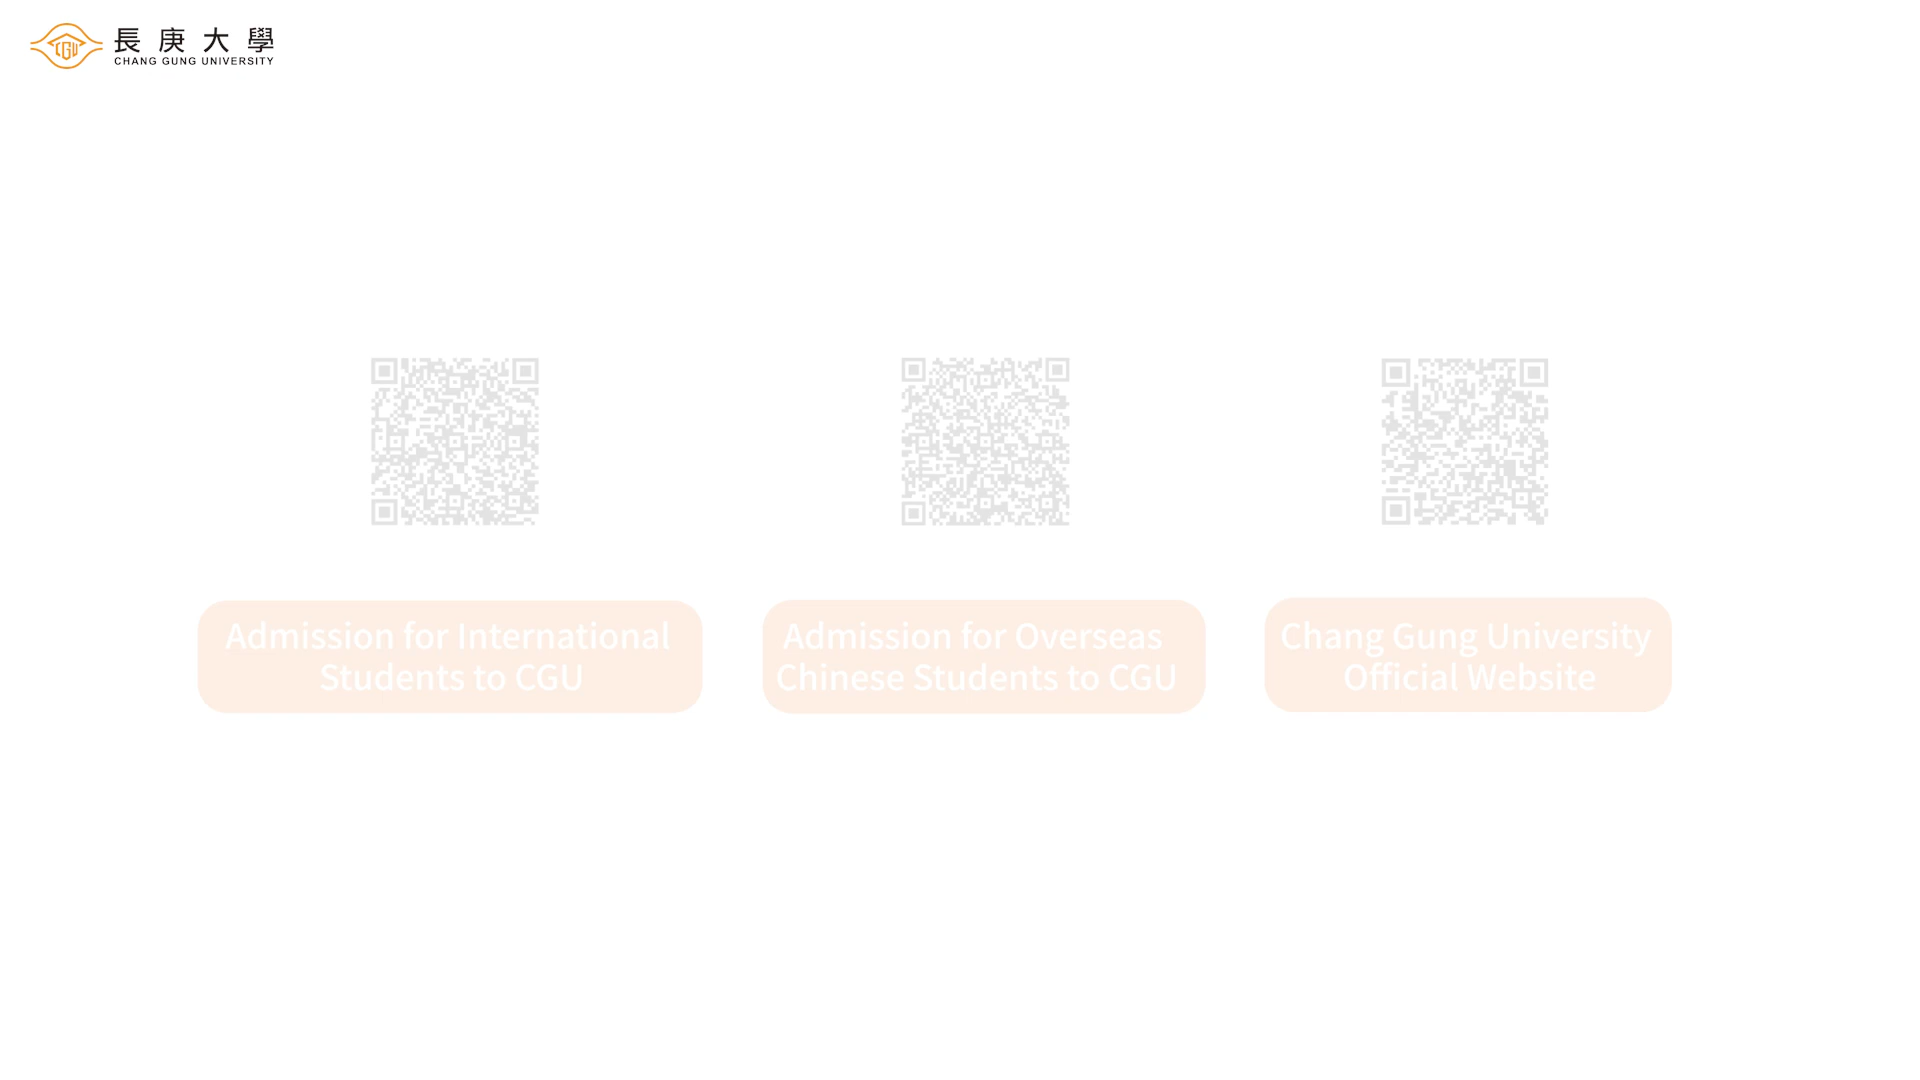 長庚大學
CHANG GUNG UNIVERSITY
CGU
Admission for International
Students to CGU
Admission for Overseas
Chinese Students to CGU
Chang Gung University
Official Website